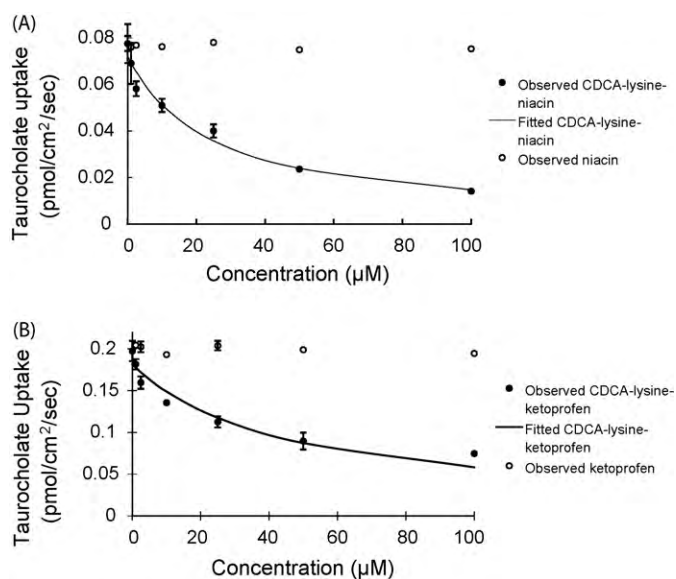 (A)
Taurocholate uptake
(pmol/cm²/sec)
0.08
0.06
0.04
0.02
0
0
20
40
60
80
100
Concentration (µM)
Observed CDCA-lysine-
niacin
Fitted CDCA-lysine-
niacin
Observed niacin
(B)
Taurocholate Uptake
(pmol/cm²/sec)
0.2
0.15
0.1
0.05
0
0
20
40
60
80
100
Concentration (µM)
Observed CDCA-lysine-
ketoprofen
Fitted CDCA-lysine-
ketoprofen
Observed ketoprofen